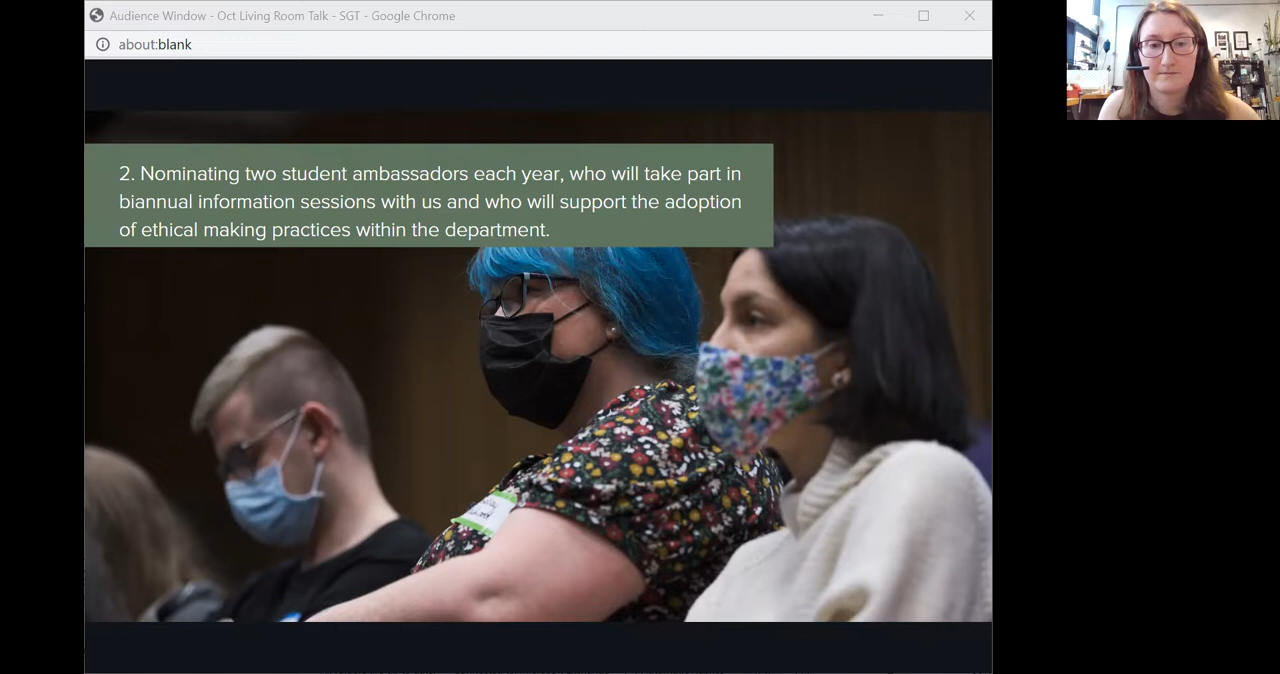 Audience Window - Oct Living Room Talk - SGT - Google Chrome
about:blank
2. Nominating two student ambassadors each year, who will take part in
biannual information sessions with us and who will support the adoption
of ethical making practices within the department.